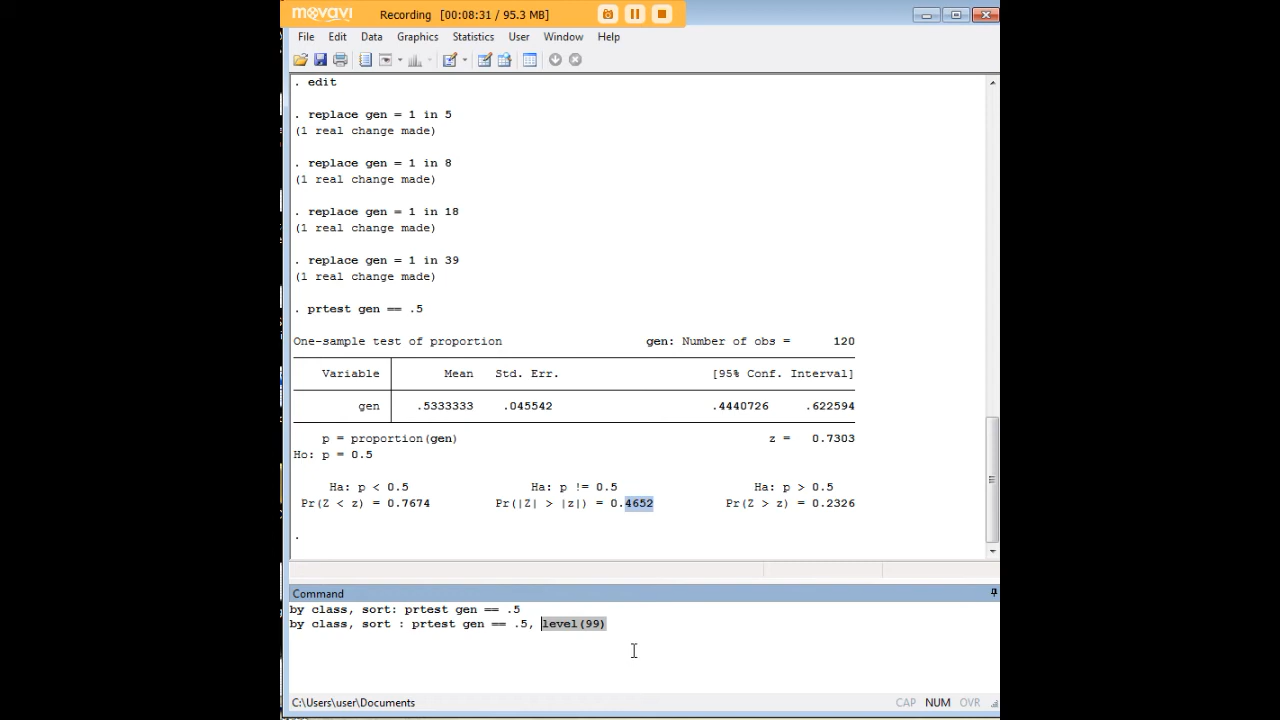 movavi Recording [00:08:31 / 95.3 MB]
File Edit Data Graphics Statistics User Window Help
. edit
. replace gen = 1 in 5
(1 real change made)
. replace gen = 1 in 8
(1 real change made)
. replace gen = 1 in 18
(1 real change made)
. replace gen = 1 in 39
(1 real change made)
. prtest gen == .5
One-sample test of proportion gen: Number of obs = 120
Variable Mean Std. Err. [95% Conf. Interval]
gen .5333333 .045542 .4440726 .622594
p = proportion(gen) z = 0.7303
Ho: p = 0.5
Ha: p < 0.5 Ha: p != 0.5 Ha: p > 0.5
Pr(Z < z) = 0.7674 Pr(|Z| > |z|) = 0.4652 Pr(Z > z) = 0.2326
.
Command
by class, sort: prtest gen == .5
by class, sort : prtest gen == .5, level(99)
C:\Users\user\Documents CAP NUM OVR